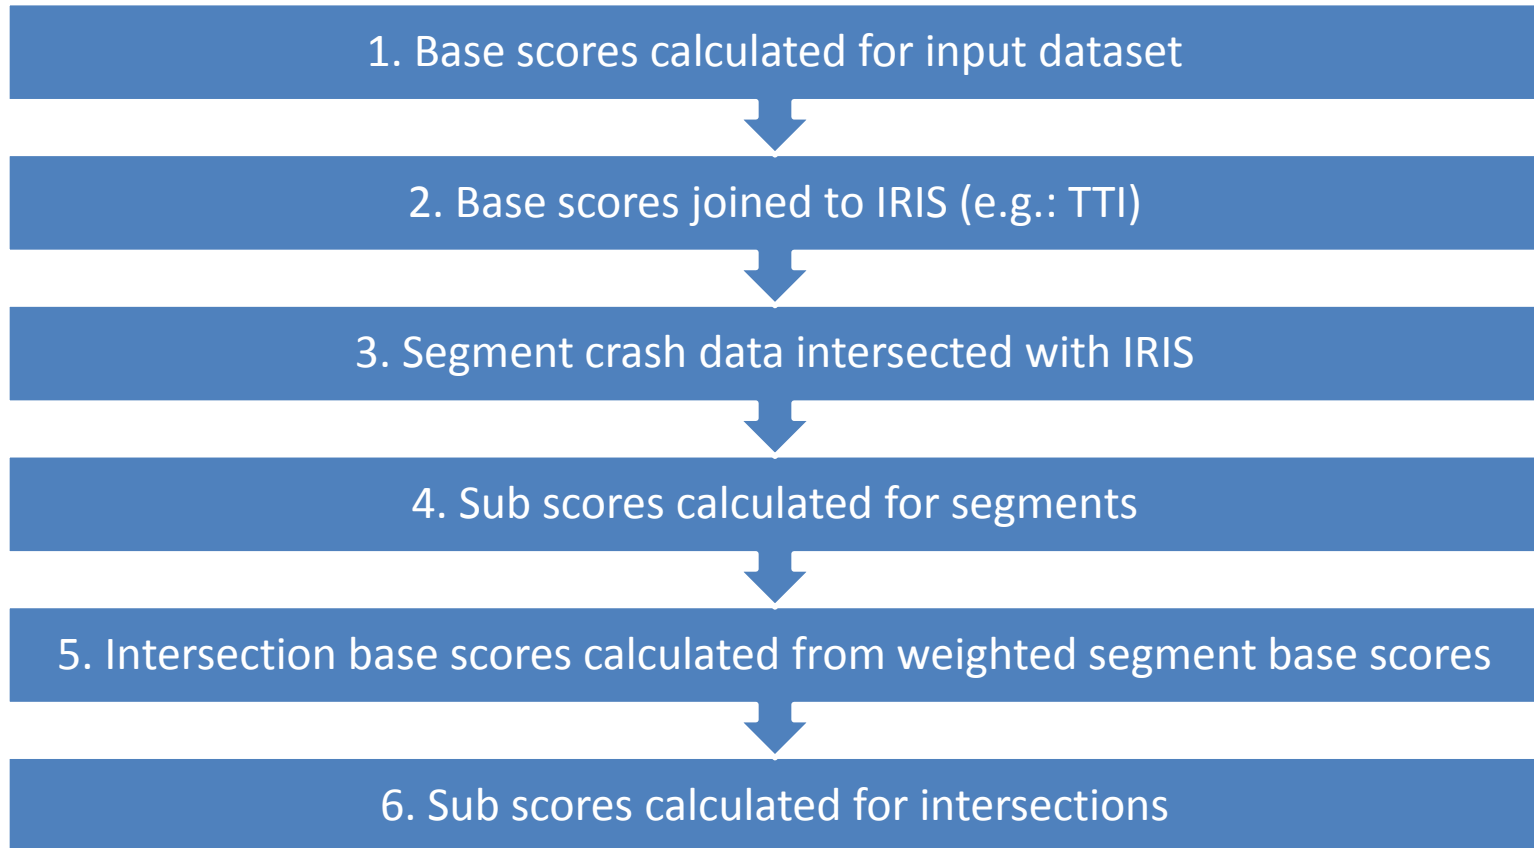 1. Base scores calculated for input dataset
2. Base scores joined to IRIS (e.g.: TTI)
3. Segment crash data intersected with IRIS
4. Sub scores calculated for segments
5. Intersection base scores calculated from weighted segment base scores
6. Sub scores calculated for intersections